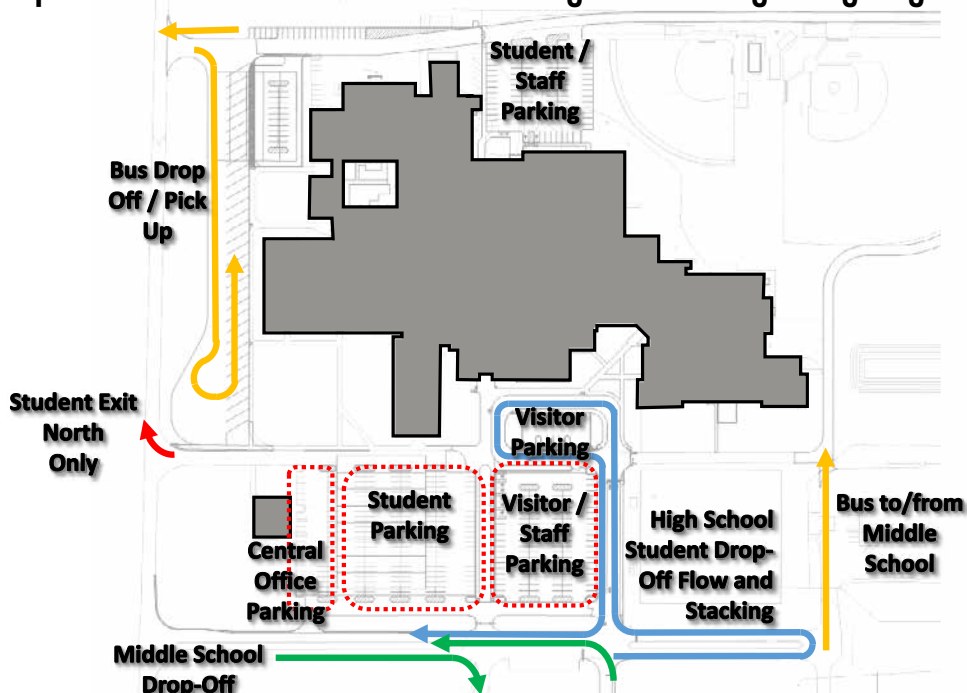 Student /
Staff
Parking
Bus Drop
Off / Pick
Up
Student Exit
North
Only
Visitor
Parking
Student
Parking
Visitor /
Staff
Parking
Central
Office
Parking
High School
Student Drop-
Off Flow and
Stacking
Bus to/from
Middle
School
Middle School
Drop-Off